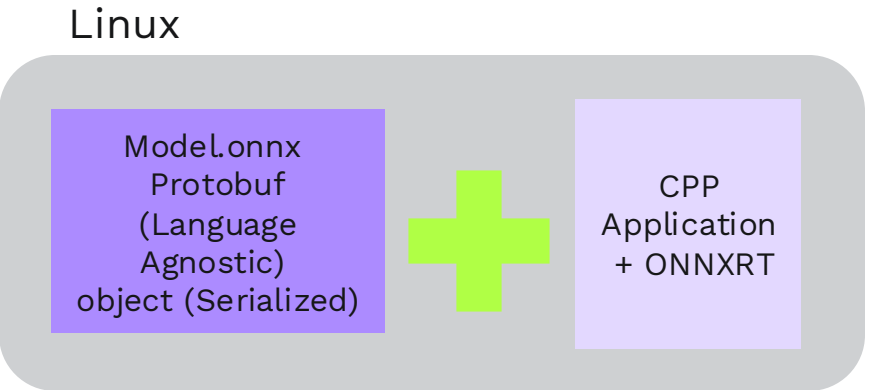 Linux
Model.onnx
Protobuf
(Language
Agnostic)
object (Serialized)
CPP
Application
+ ONNXRT